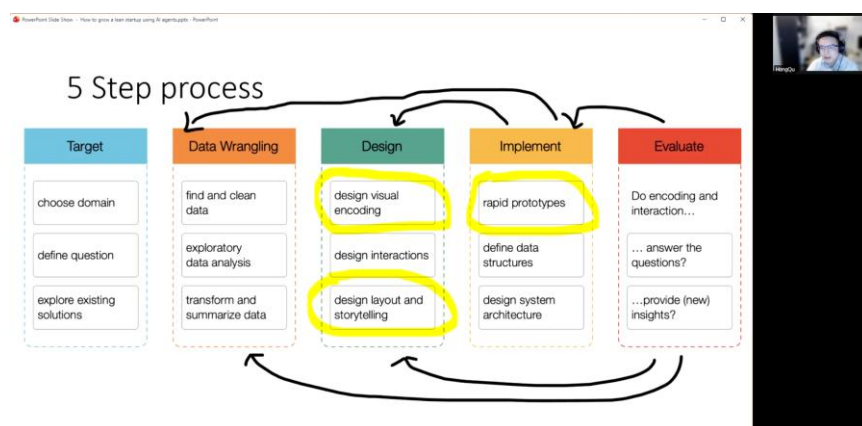 PowerPoint Slide Show - How to grow a lean startup using AI agents.pptx - PowerPoint
5 Step process
Target
choose domain
define question
explore existing
solutions
Data Wrangling
find and clean
data
exploratory
data analysis
transform and
summarize data
Design
design visual
encoding
design interactions
design layout and
storytelling
Implement
rapid prototypes
define data
structures
design system
architecture
Evaluate
Do encoding and
interaction…
… answer the
questions?
…provide (new)
insights?
HongQu